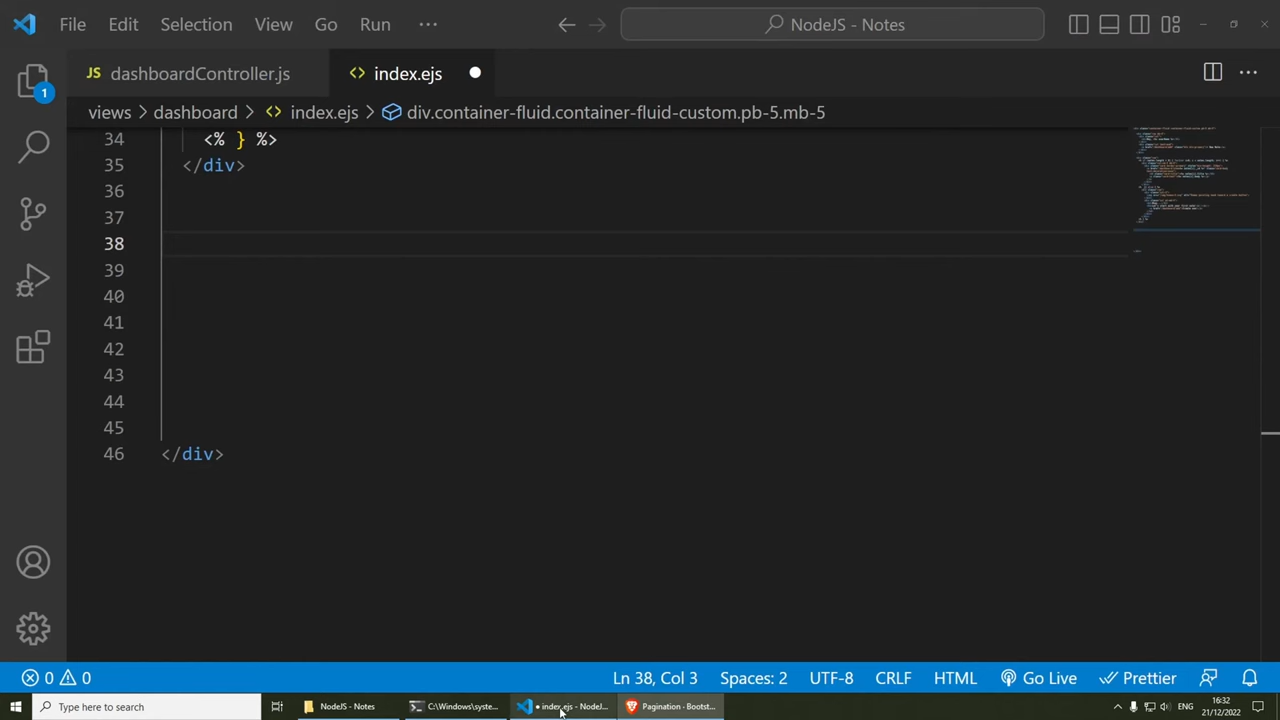 File Edit Selection View Go Run ··· NodeJS - Notes
JS dashboardController.js <> index.ejs
1
views > dashboard > <> index.ejs > div.container-fluid.container-fluid-custom.pb-5.mb-5
34 <% } %>
35 </div>
36
37
38
39
40
41
42
43
44
45
46 </div>
0 0 Ln 38, Col 3 Spaces: 2 UTF-8 CRLF HTML Go Live Prettier
Type here to search NodeJS - Notes C:\Windows\syste... • index.ejs - NodeJ... Pagination · Bootst... ENG 16:32
21/12/2022